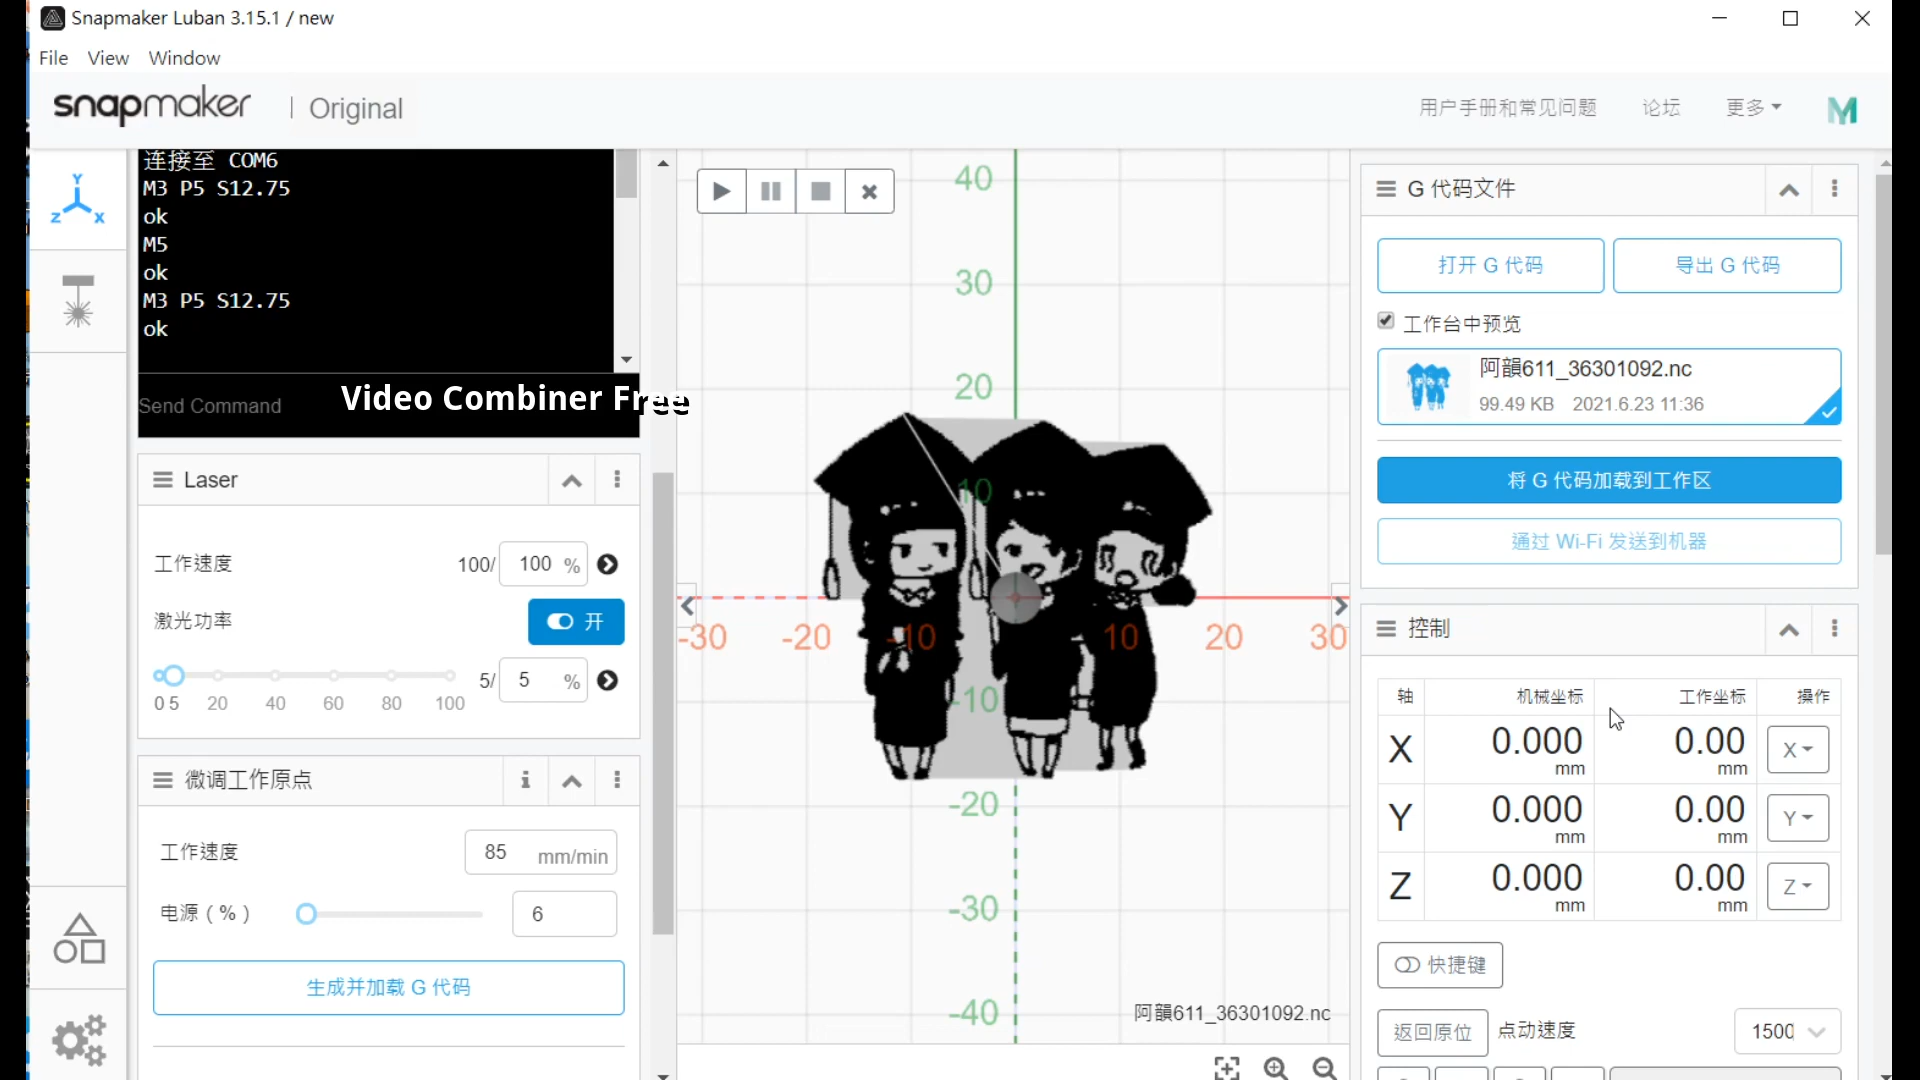 Snapmaker Luban 3.15.1 / new
File View Window
snapmaker | Original
用户手册和常见问题 论坛 更多
连接至 COM6
M3 P5 S12.75
ok
M5
ok
M3 P5 S12.75
ok
Send Command
Video Combiner Free
Laser
工作速度 100/ 100 %
激光功率 开
5/ 5 %
0 5 20 40 60 80 100
微调工作原点
工作速度 85 mm/min
电源 ( % ) 6
生成并加载 G 代码
40
30
20
10
-30 -20 -10 10 20 30
-10
-20
-30
-40
阿韻611_36301092.nc
G 代码文件
打开 G 代码 导出 G 代码
工作台中预览
阿韻611_36301092.nc
99.49 KB 2021.6.23 11:36
将 G 代码加载到工作区
通过 Wi-Fi 发送到机器
控制
轴 机械坐标 工作坐标 操作
X 0.000 mm 0.00 mm X
Y 0.000 mm 0.00 mm Y
Z 0.000 mm 0.00 mm Z
快捷键
返回原位 点动速度 1500